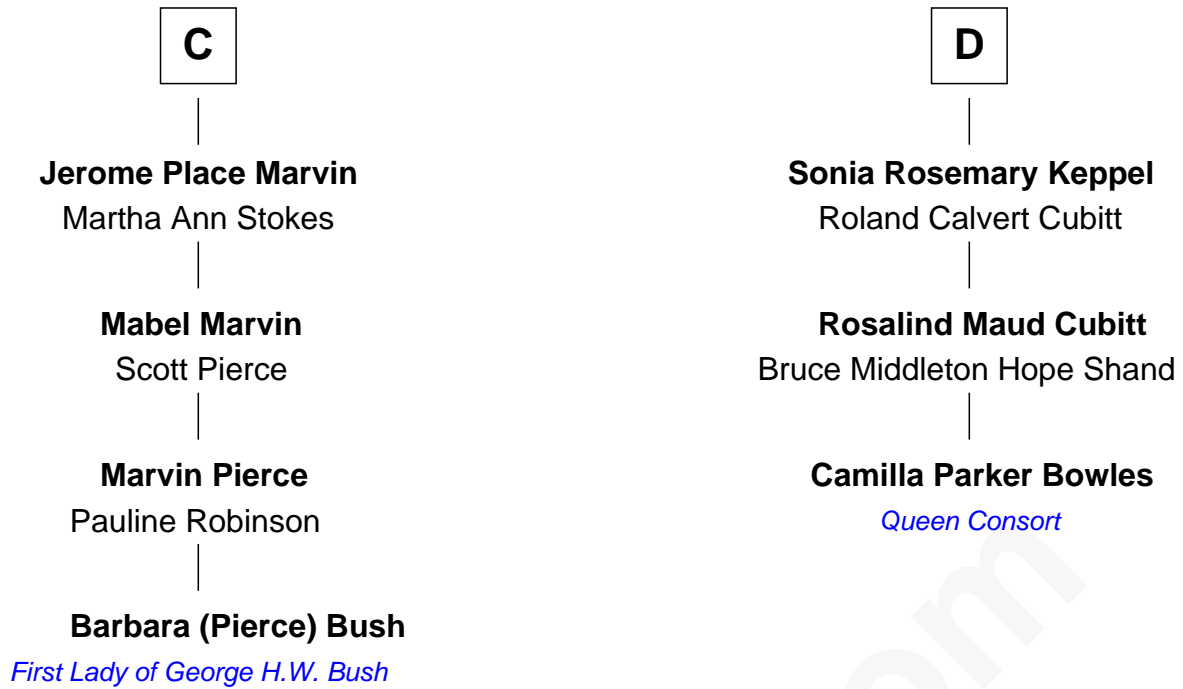 C
Jerome Place Marvin
Martha Ann Stokes
Mabel Marvin
Scott Pierce
Marvin Pierce
Pauline Robinson
Barbara (Pierce) Bush
First Lady of George H.W. Bush
D
Sonia Rosemary Keppel
Roland Calvert Cubitt
Rosalind Maud Cubitt
Bruce Middleton Hope Shand
Camilla Parker Bowles
Queen Consort
om